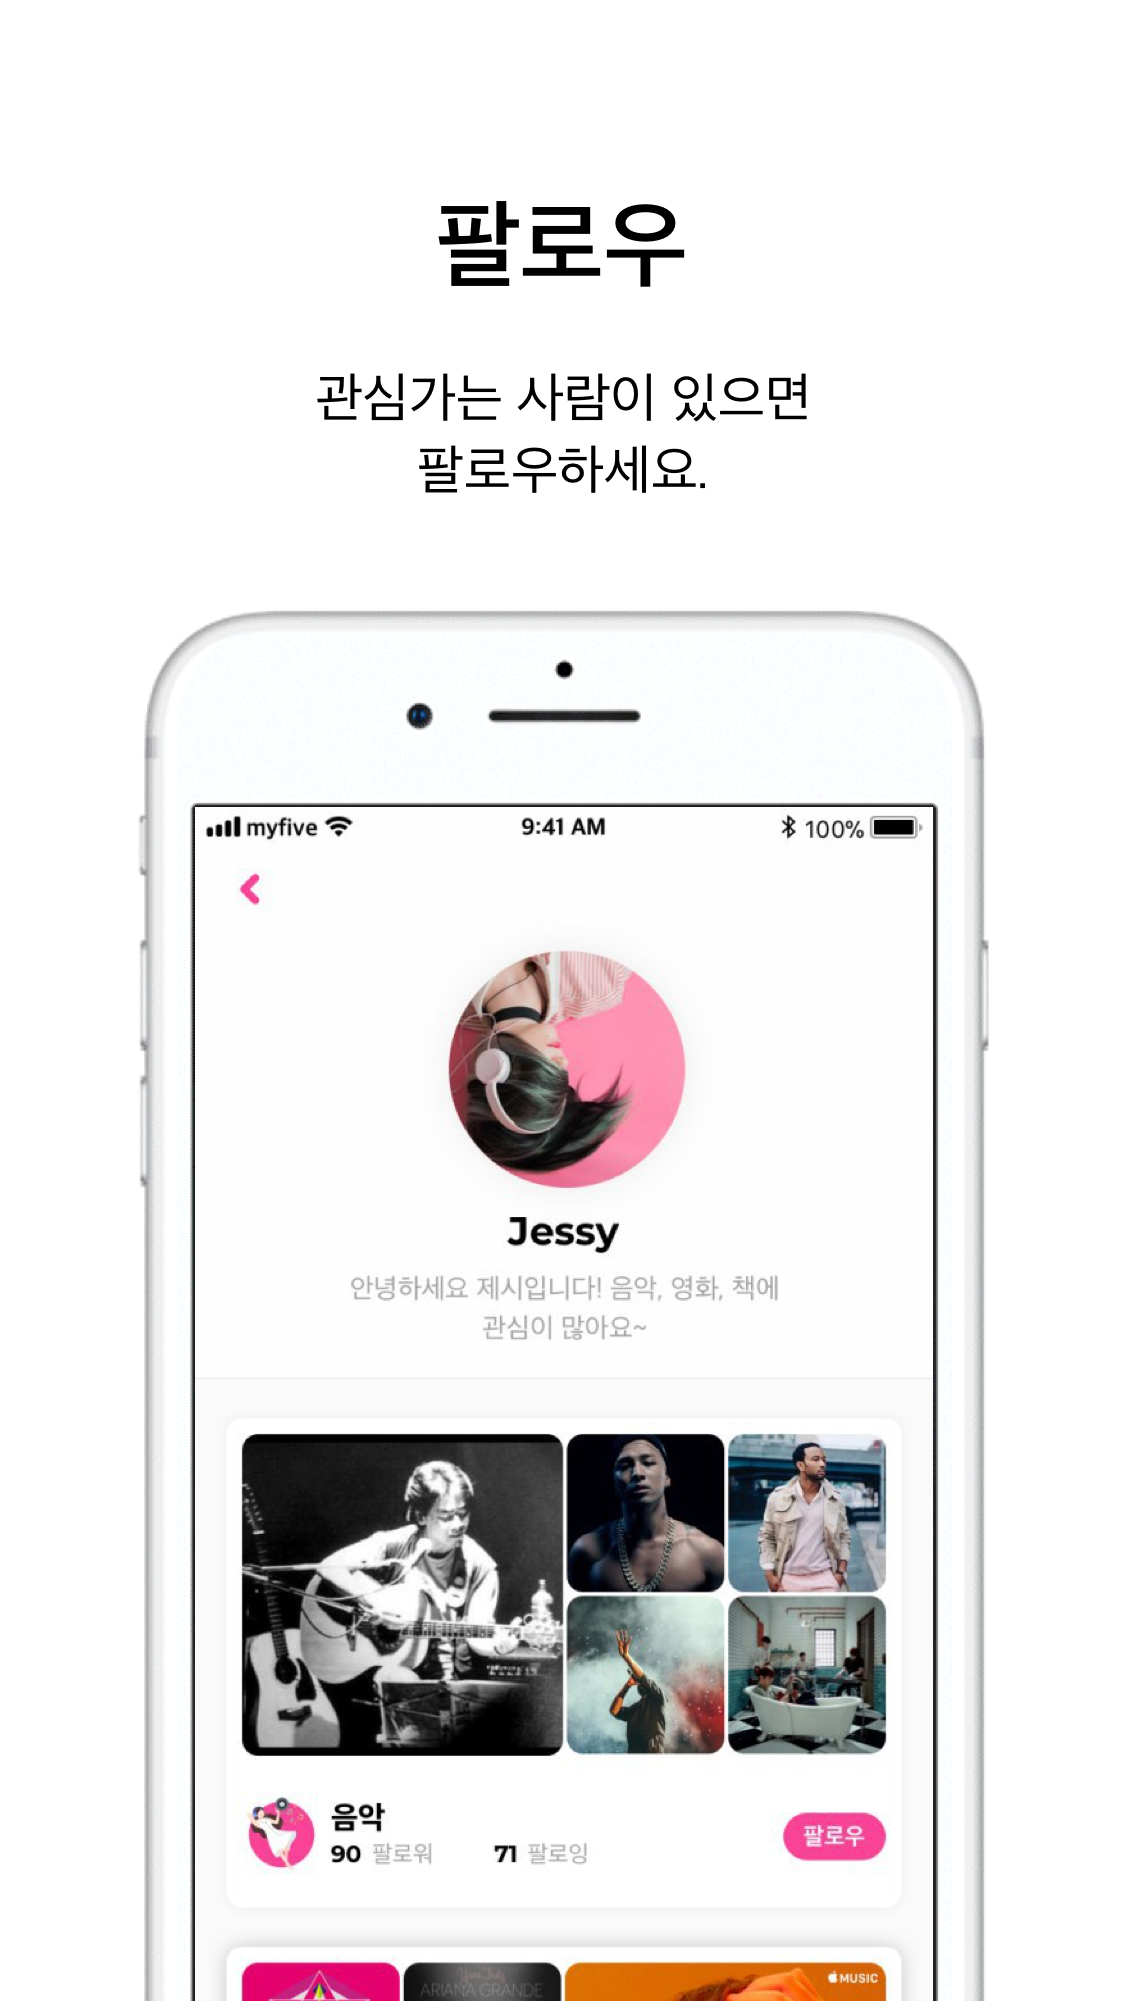 팔로우
관심가는 사람이 있으면
팔로우하세요.
myfive 9:41 AM 100%
Jessy
안녕하세요 제시입니다! 음악, 영화, 책에
관심이 많아요~
음악
90 팔로워 71 팔로잉 팔로우
Yours Truly
ARIANA GRANDE
MUSIC